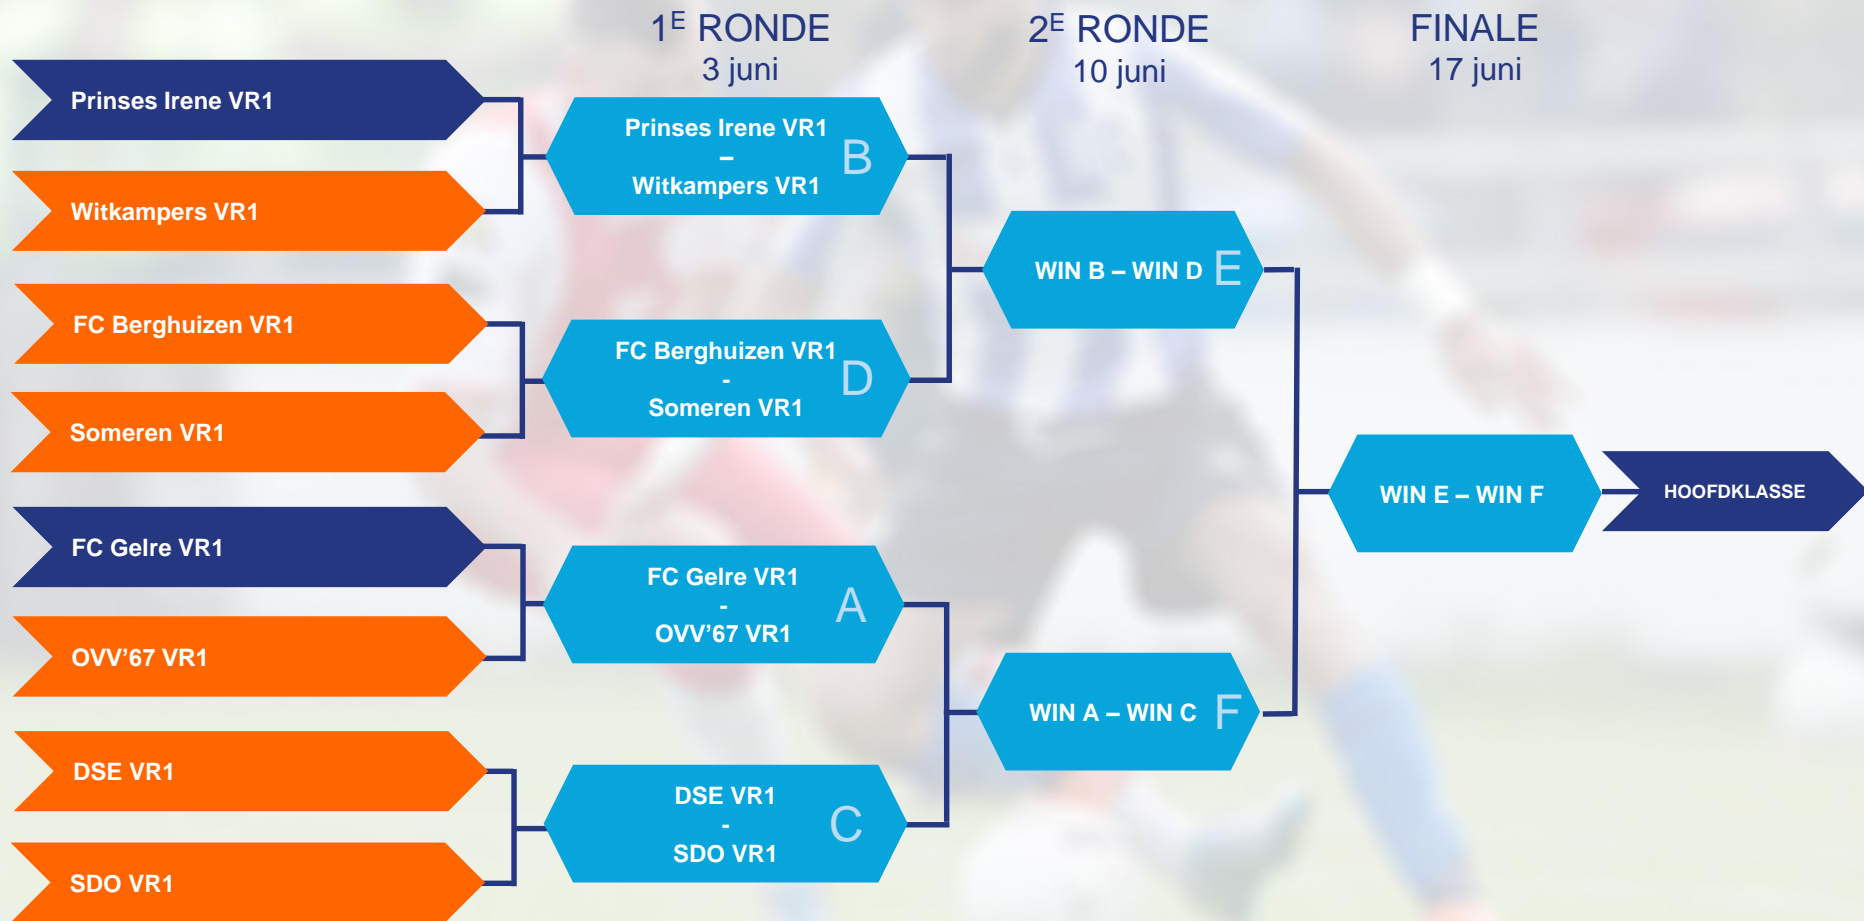 1E RONDE
3 juni
2E RONDE
10 juni
FINALE
17 juni
Prinses Irene VR1
Witkampers VR1
FC Berghuizen VR1
Someren VR1
FC Gelre VR1
OVV'67 VR1
DSE VR1
SDO VR1
Prinses Irene VR1
–
Witkampers VR1
B
FC Berghuizen VR1
-
Someren VR1
D
FC Gelre VR1
-
OVV'67 VR1
A
DSE VR1
-
SDO VR1
C
WIN B – WIN D E
WIN A – WIN C F
WIN E – WIN F
HOOFDKLASSE